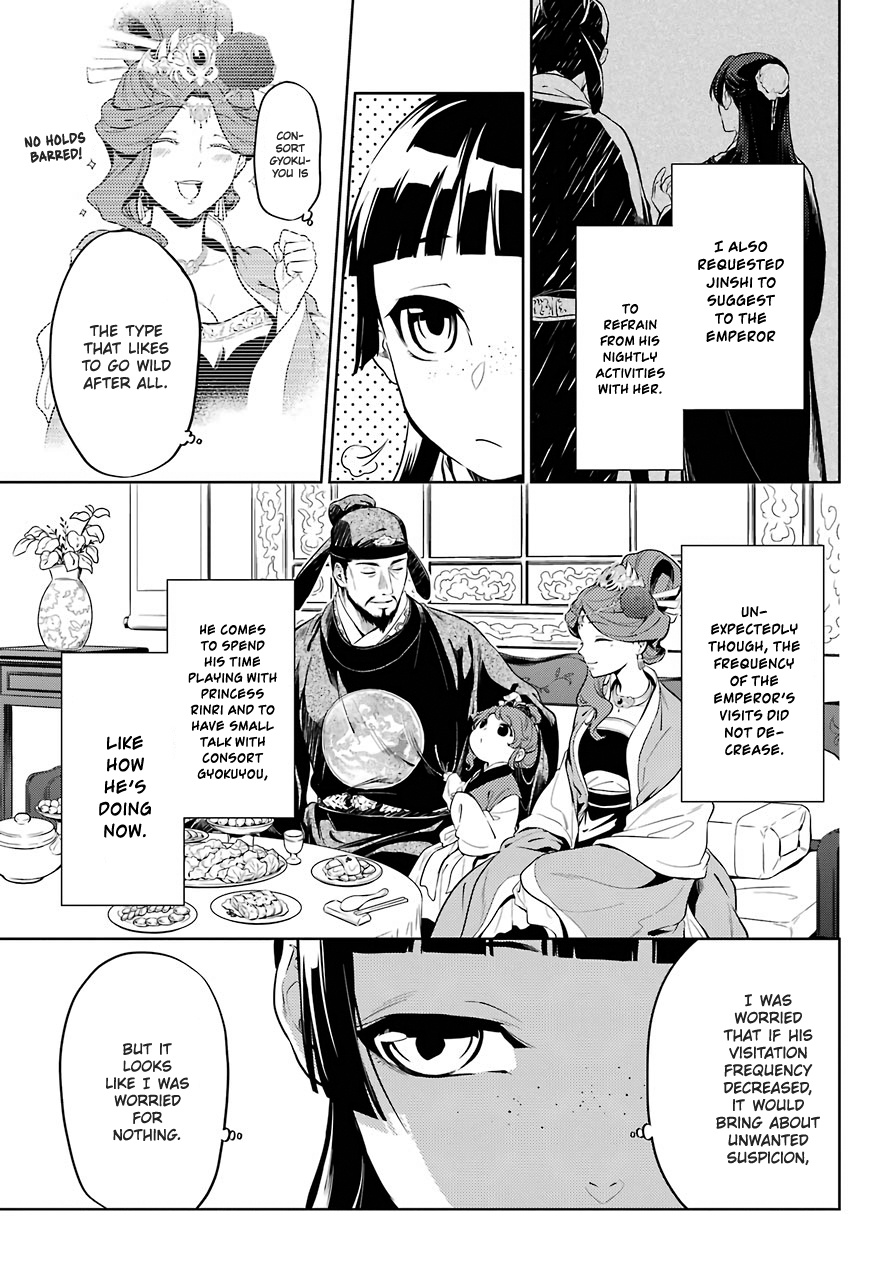 I ALSO
REQUESTED
JINSHI TO
SUGGEST
TO THE
EMPEROR
TO
REFRAIN
FROM HIS
NIGHTLY
ACTIVITIES
WITH HER.
CON-
SORT
GYOKU-
YOU IS
NO HOLDS
BARRED!
THE TYPE
THAT LIKES
TO GO WILD
AFTER ALL.
UN-
EXPECTEDLY
THOUGH, THE
FREQUENCY
OF THE
EMPEROR'S
VISITS DID
NOT DE-
CREASE.
HE COMES
TO SPEND
HIS TIME
PLAYING WITH
PRINCESS
RINRI AND TO
HAVE SMALL
TALK WITH
CONSORT
GYOKUYOU,
LIKE
HOW
HE'S
DOING
NOW.
I WAS
WORRIED
THAT IF HIS
VISITATION
FREQUENCY
DECREASED,
IT WOULD
BRING ABOUT
UNWANTED
SUSPICION,
BUT IT
LOOKS
LIKE I WAS
WORRIED
FOR
NOTHING.